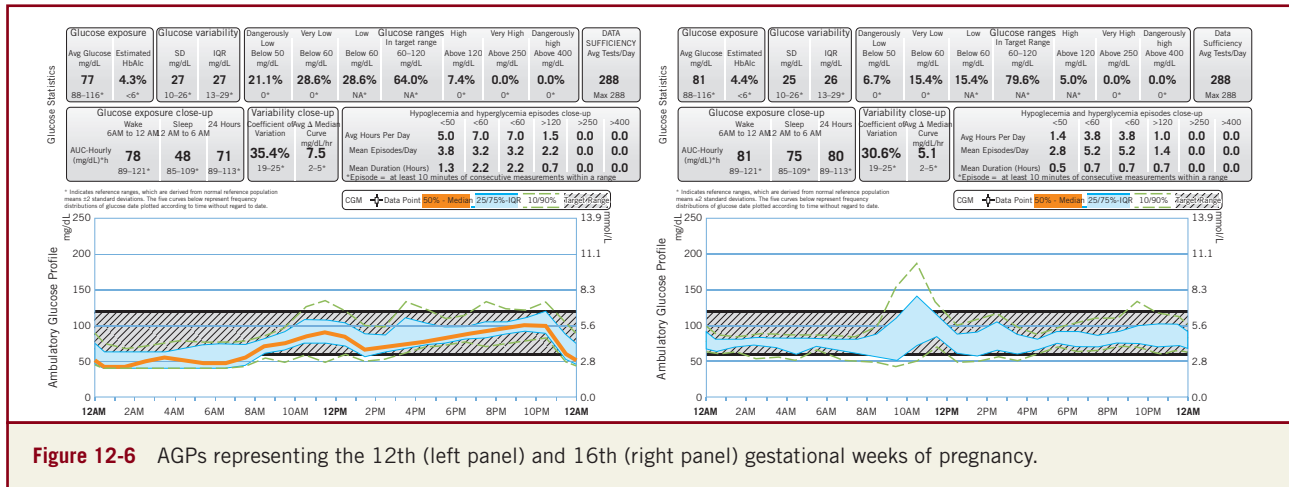 Glucose Statistics
Glucose exposure
Avg Glucose Estimated
mg/dL HbAlc
77 4.3%
88–116* <6*
Glucose variability
SD IQR
mg/dL mg/dL
27 27
10–26* 13–29*
Dangerously Very Low Low Glucose ranges High Very High Dangerously
Low In target range high
Below 50 Below 60 Below 60 60–120 Above 120 Above 250 Above 400
mg/dL mg/dL mg/dL mg/dL mg/dL mg/dL mg/dL
21.1% 28.6% 28.6% 64.0% 7.4% 0.0% 0.0%
0* 0* NA* NA* NA* 0* 0*
DATA
SUFFICIENCY
Avg Tests/Day
288
Max 288
Glucose exposure close-up
Wake Sleep 24 Hours
6AM to 12 AM 12 AM to 6 AM
AUC-Hourly
(mg/dL)*h
78 48 71
89–121* 85–109* 89–113*
Variability close-up
Coefficient of Avg Δ Median
Variation Curve
mg/dL/hr
35.4% 7.5
19–25* 2–5*
Hypoglycemia and hyperglycemia episodes close-up
<50 <60 <60 >120 >250 >400
Avg Hours Per Day 5.0 7.0 7.0 1.5 0.0 0.0
Mean Episodes/Day 3.8 3.2 3.2 2.2 0.0 0.0
Mean Duration (Hours) 1.3 2.2 2.2 0.7 0.0 0.0
*Episode = at least 10 minutes of consecutive measurements within a range
* Indicates reference ranges, which are derived from normal reference population
means ±2 standard deviations. The five curves below represent frequency
distributions of glucose date plotted according to time without regard to date.
CGM Data Point 50% - Median 25/75%-IQR 10/90% Target Range
Ambulatory Glucose Profile
mg/dL
250
200
150
100
50
0
mmol/L
13.9
11.1
8.3
5.6
2.8
0.0
12AM 2AM 4AM 6AM 8AM 10AM 12PM 2PM 4PM 6PM 8PM 10PM 12AM
Glucose Statistics
Glucose exposure
Avg Glucose Estimated
mg/dL HbAlc
81 4.4%
88–116* <6*
Glucose variability
SD IQR
mg/dL mg/dL
25 26
10–26* 13–29*
Dangerously Very Low Low Glucose ranges High Very High Dangerously
Low In Target Range high
Below 50 Below 60 Below 60 60–120 Above 120 Above 250 Above 400
mg/dL mg/dL mg/dL mg/dL mg/dL mg/dL mg/dL
6.7% 15.4% 15.4% 79.6% 5.0% 0.0% 0.0%
0* 0* NA* NA* NA* 0* 0*
Data
Sufficiency
Avg Tests/Day
288
Max 288
Glucose exposure close-up
Wake Sleep 24 Hours
6AM to 12 AM 12 AM to 6 AM
AUC-Hourly
(mg/dL)*h
81 75 80
89–121* 85–109* 89–113*
Variability close-up
Coefficient of Avg Δ Median
Variation Curve
mg/dL/hr
30.6% 5.1
19–25* 2–5*
Hypoglycemia and hyperglycemia episodes close-up
<50 <60 <60 >120 >250 >400
Avg Hours Per Day 1.4 3.8 3.8 1.0 0.0 0.0
Mean Episodes/Day 2.8 5.2 5.2 1.4 0.0 0.0
Mean Duration (Hours) 0.5 0.7 0.7 0.7 0.0 0.0
*Episode = at least 10 minutes of consecutive measurements within a range
* Indicates reference ranges, which are derived from normal reference population
means ±2 standard deviations. The five curves below represent frequency
distributions of glucose date plotted according to time without regard to date.
CGM Data Point 50% - Median 25/75%-IQR 10/90% Target Range
Ambulatory Glucose Profile
mg/dL
250
200
150
100
50
0
mmol/L
13.9
11.1
8.3
5.6
2.8
0.0
12AM 2AM 4AM 6AM 8AM 10AM 12PM 2PM 4PM 6PM 8PM 10PM 12AM
Figure 12-6 AGPs representing the 12th (left panel) and 16th (right panel) gestational weeks of pregnancy.